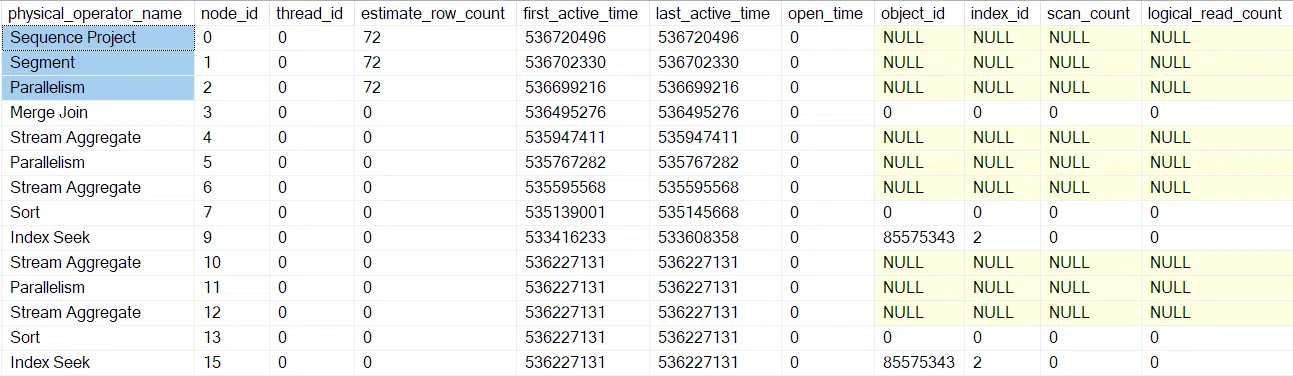 physical_operator_name node_id thread_id estimate_row_count first_active_time last_active_time open_time object_id index_id scan_count logical_read_count
Sequence Project 0 0 72 536720496 536720496 0 NULL NULL NULL NULL
Segment 1 0 72 536702330 536702330 0 NULL NULL NULL NULL
Parallelism 2 0 72 536699216 536699216 0 NULL NULL NULL NULL
Merge Join 3 0 0 536495276 536495276 0 0 0 0 0
Stream Aggregate 4 0 0 535947411 535947411 0 NULL NULL NULL NULL
Parallelism 5 0 0 535767282 535767282 0 NULL NULL NULL NULL
Stream Aggregate 6 0 0 535595568 535595568 0 NULL NULL NULL NULL
Sort 7 0 0 535139001 535145668 0 0 0 0 0
Index Seek 9 0 0 533416233 533608358 0 85575343 2 0 0
Stream Aggregate 10 0 0 536227131 536227131 0 NULL NULL NULL NULL
Parallelism 11 0 0 536227131 536227131 0 NULL NULL NULL NULL
Stream Aggregate 12 0 0 536227131 536227131 0 NULL NULL NULL NULL
Sort 13 0 0 536227131 536227131 0 0 0 0 0
Index Seek 15 0 0 536227131 536227131 0 85575343 2 0 0